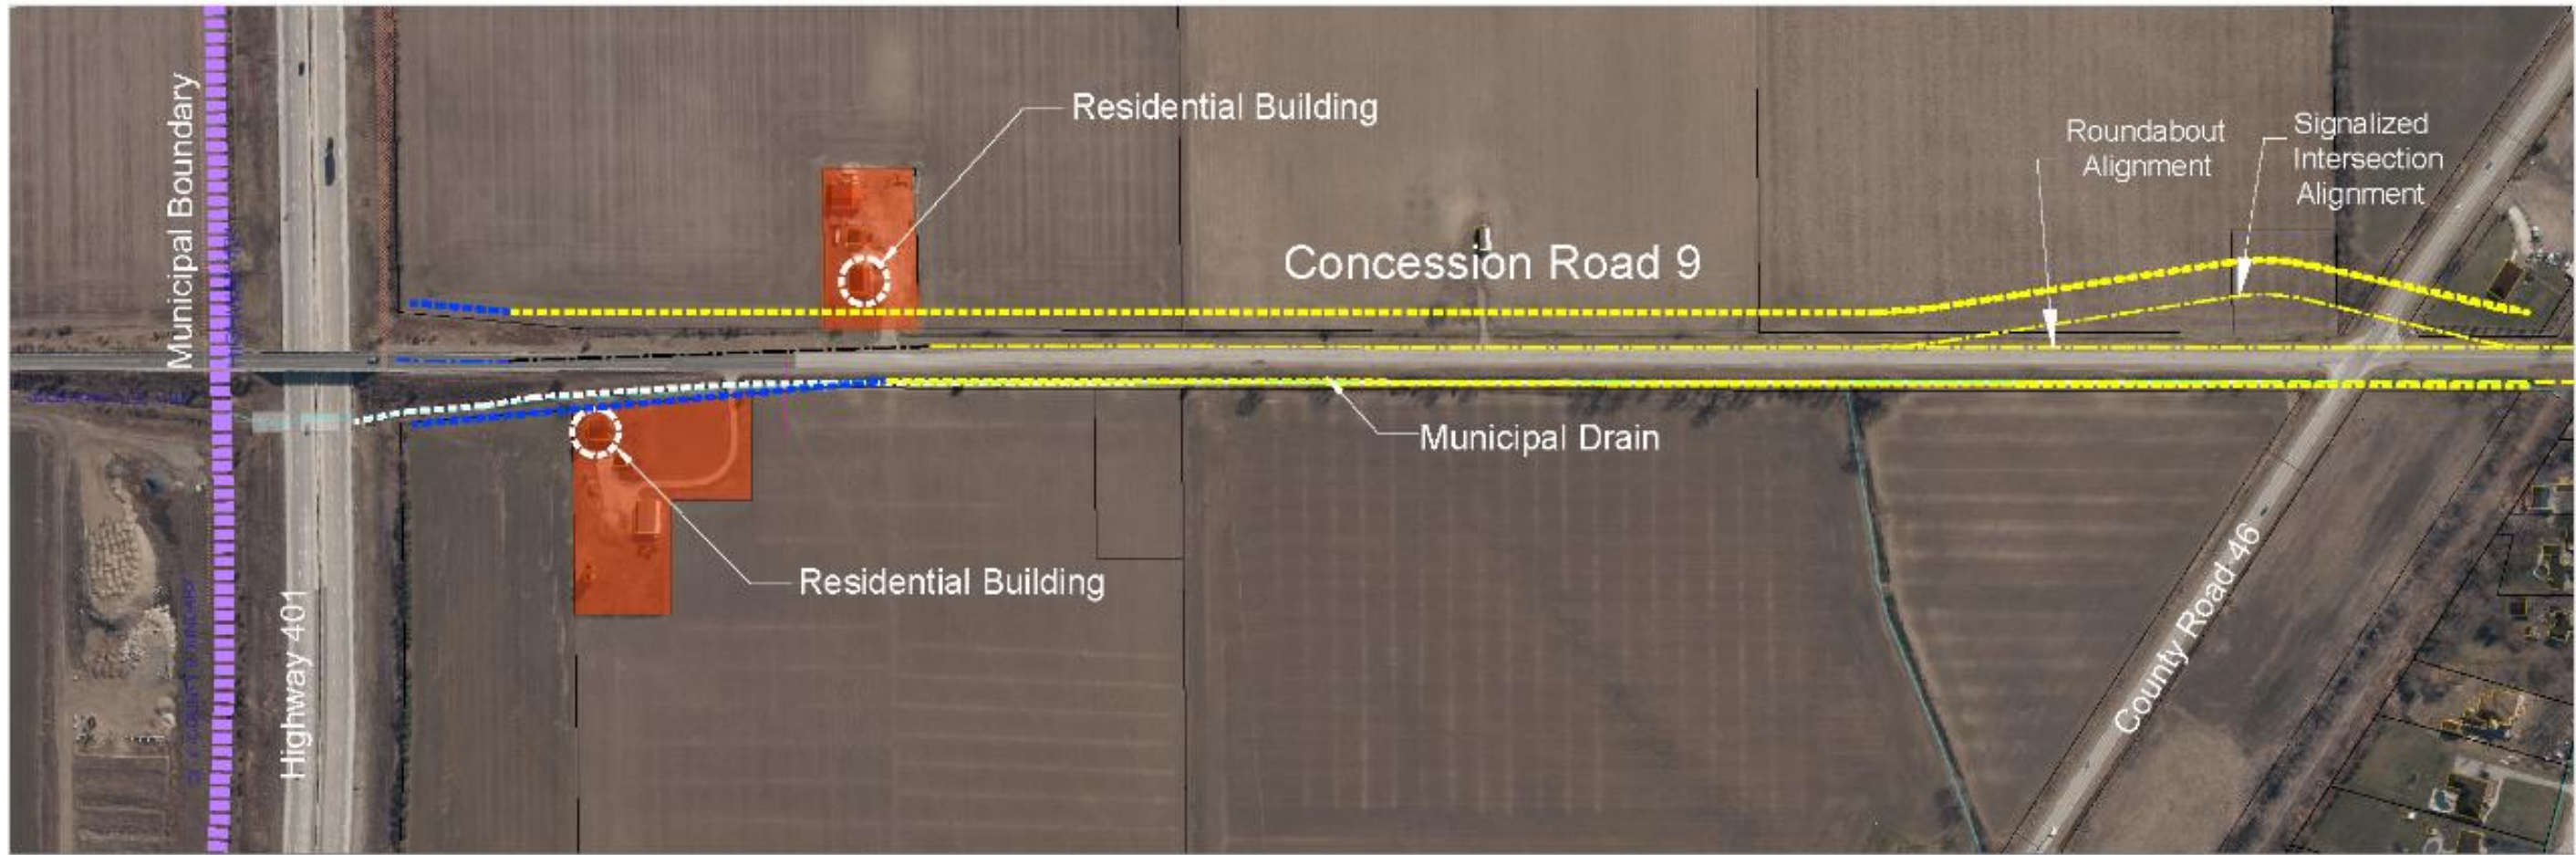 Municipal Boundary
Highway 401
Residential Building
Residential Building
Concession Road 9
Municipal Drain
Roundabout
Alignment
Signalized
Intersection
Alignment
County Road 46